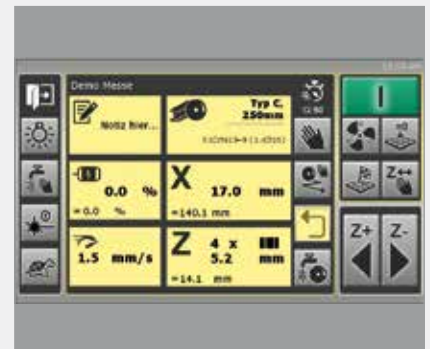 Demo Messe
Notiz hier...
Typ C,
250mm
0.0 %
=0.0 %
X 17.0 mm
=140.1 mm
1.5 mm/s
Z 4 x
5.2 mm
=14.1 mm
I
Z↔
Z+ Z-